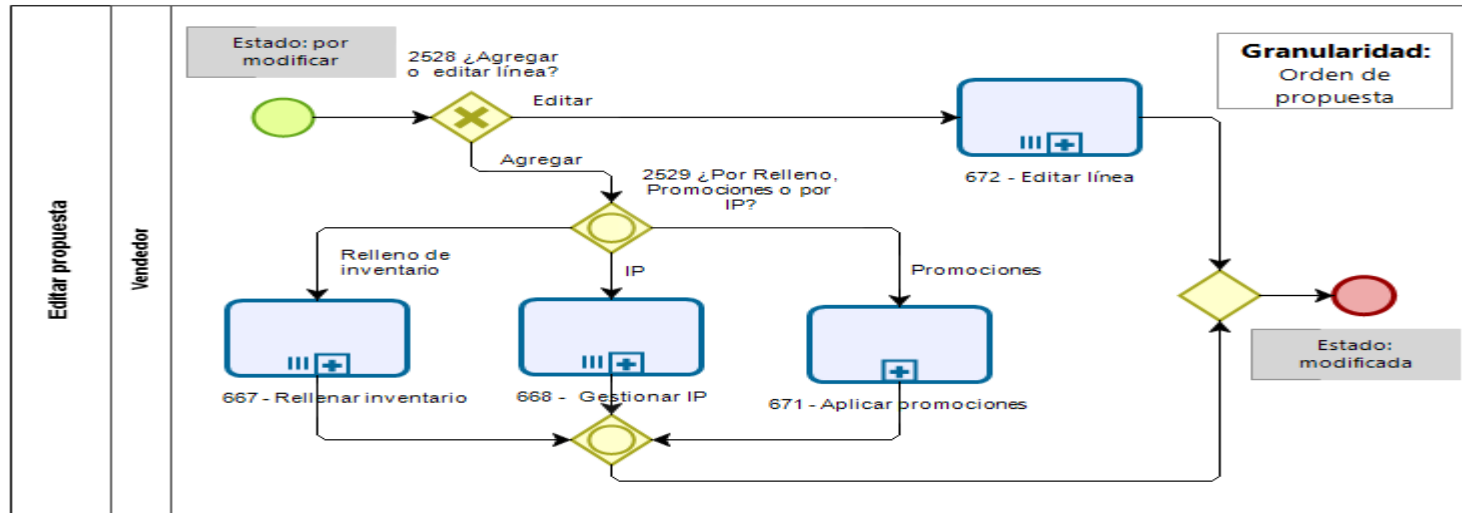 Editar propuesta
Vendedor
Estado: por
modificar
2528 ¿Agregar
o editar línea?
Editar
Agregar
Granularidad:
Orden de
propuesta
672 - Editar línea
2529 ¿Por Relleno,
Promociones o por
IP?
Relleno de
inventario
IP
Promociones
667 - Rellenar inventario
668 - Gestionar IP
671 - Aplicar promociones
Estado:
modificada